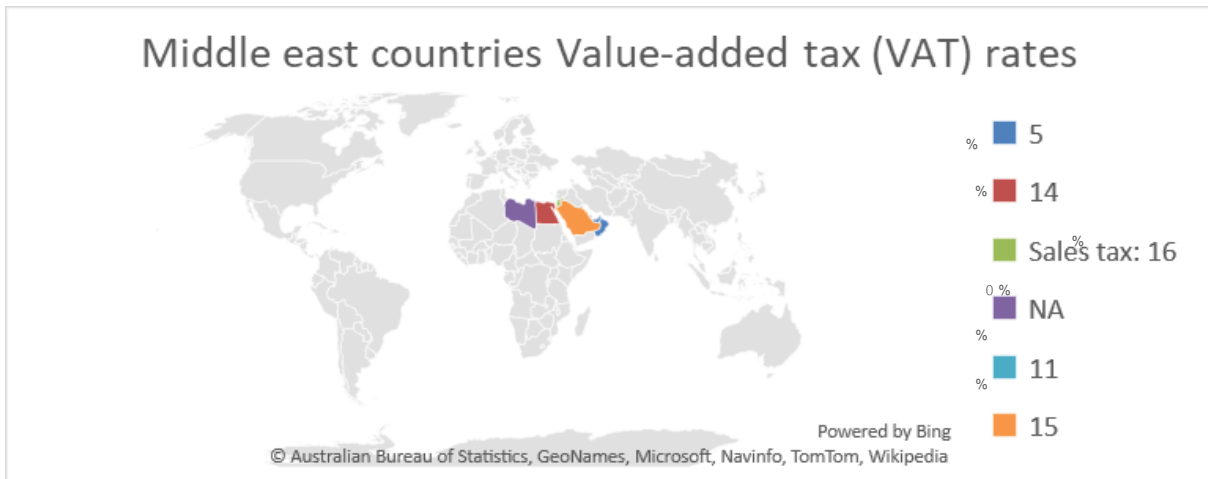 Middle east countries Value-added tax (VAT) rates
% 5
% 14
% Sales tax: 16
0 % NA
% 11
% 15
Powered by Bing
© Australian Bureau of Statistics, GeoNames, Microsoft, Navinfo, TomTom, Wikipedia